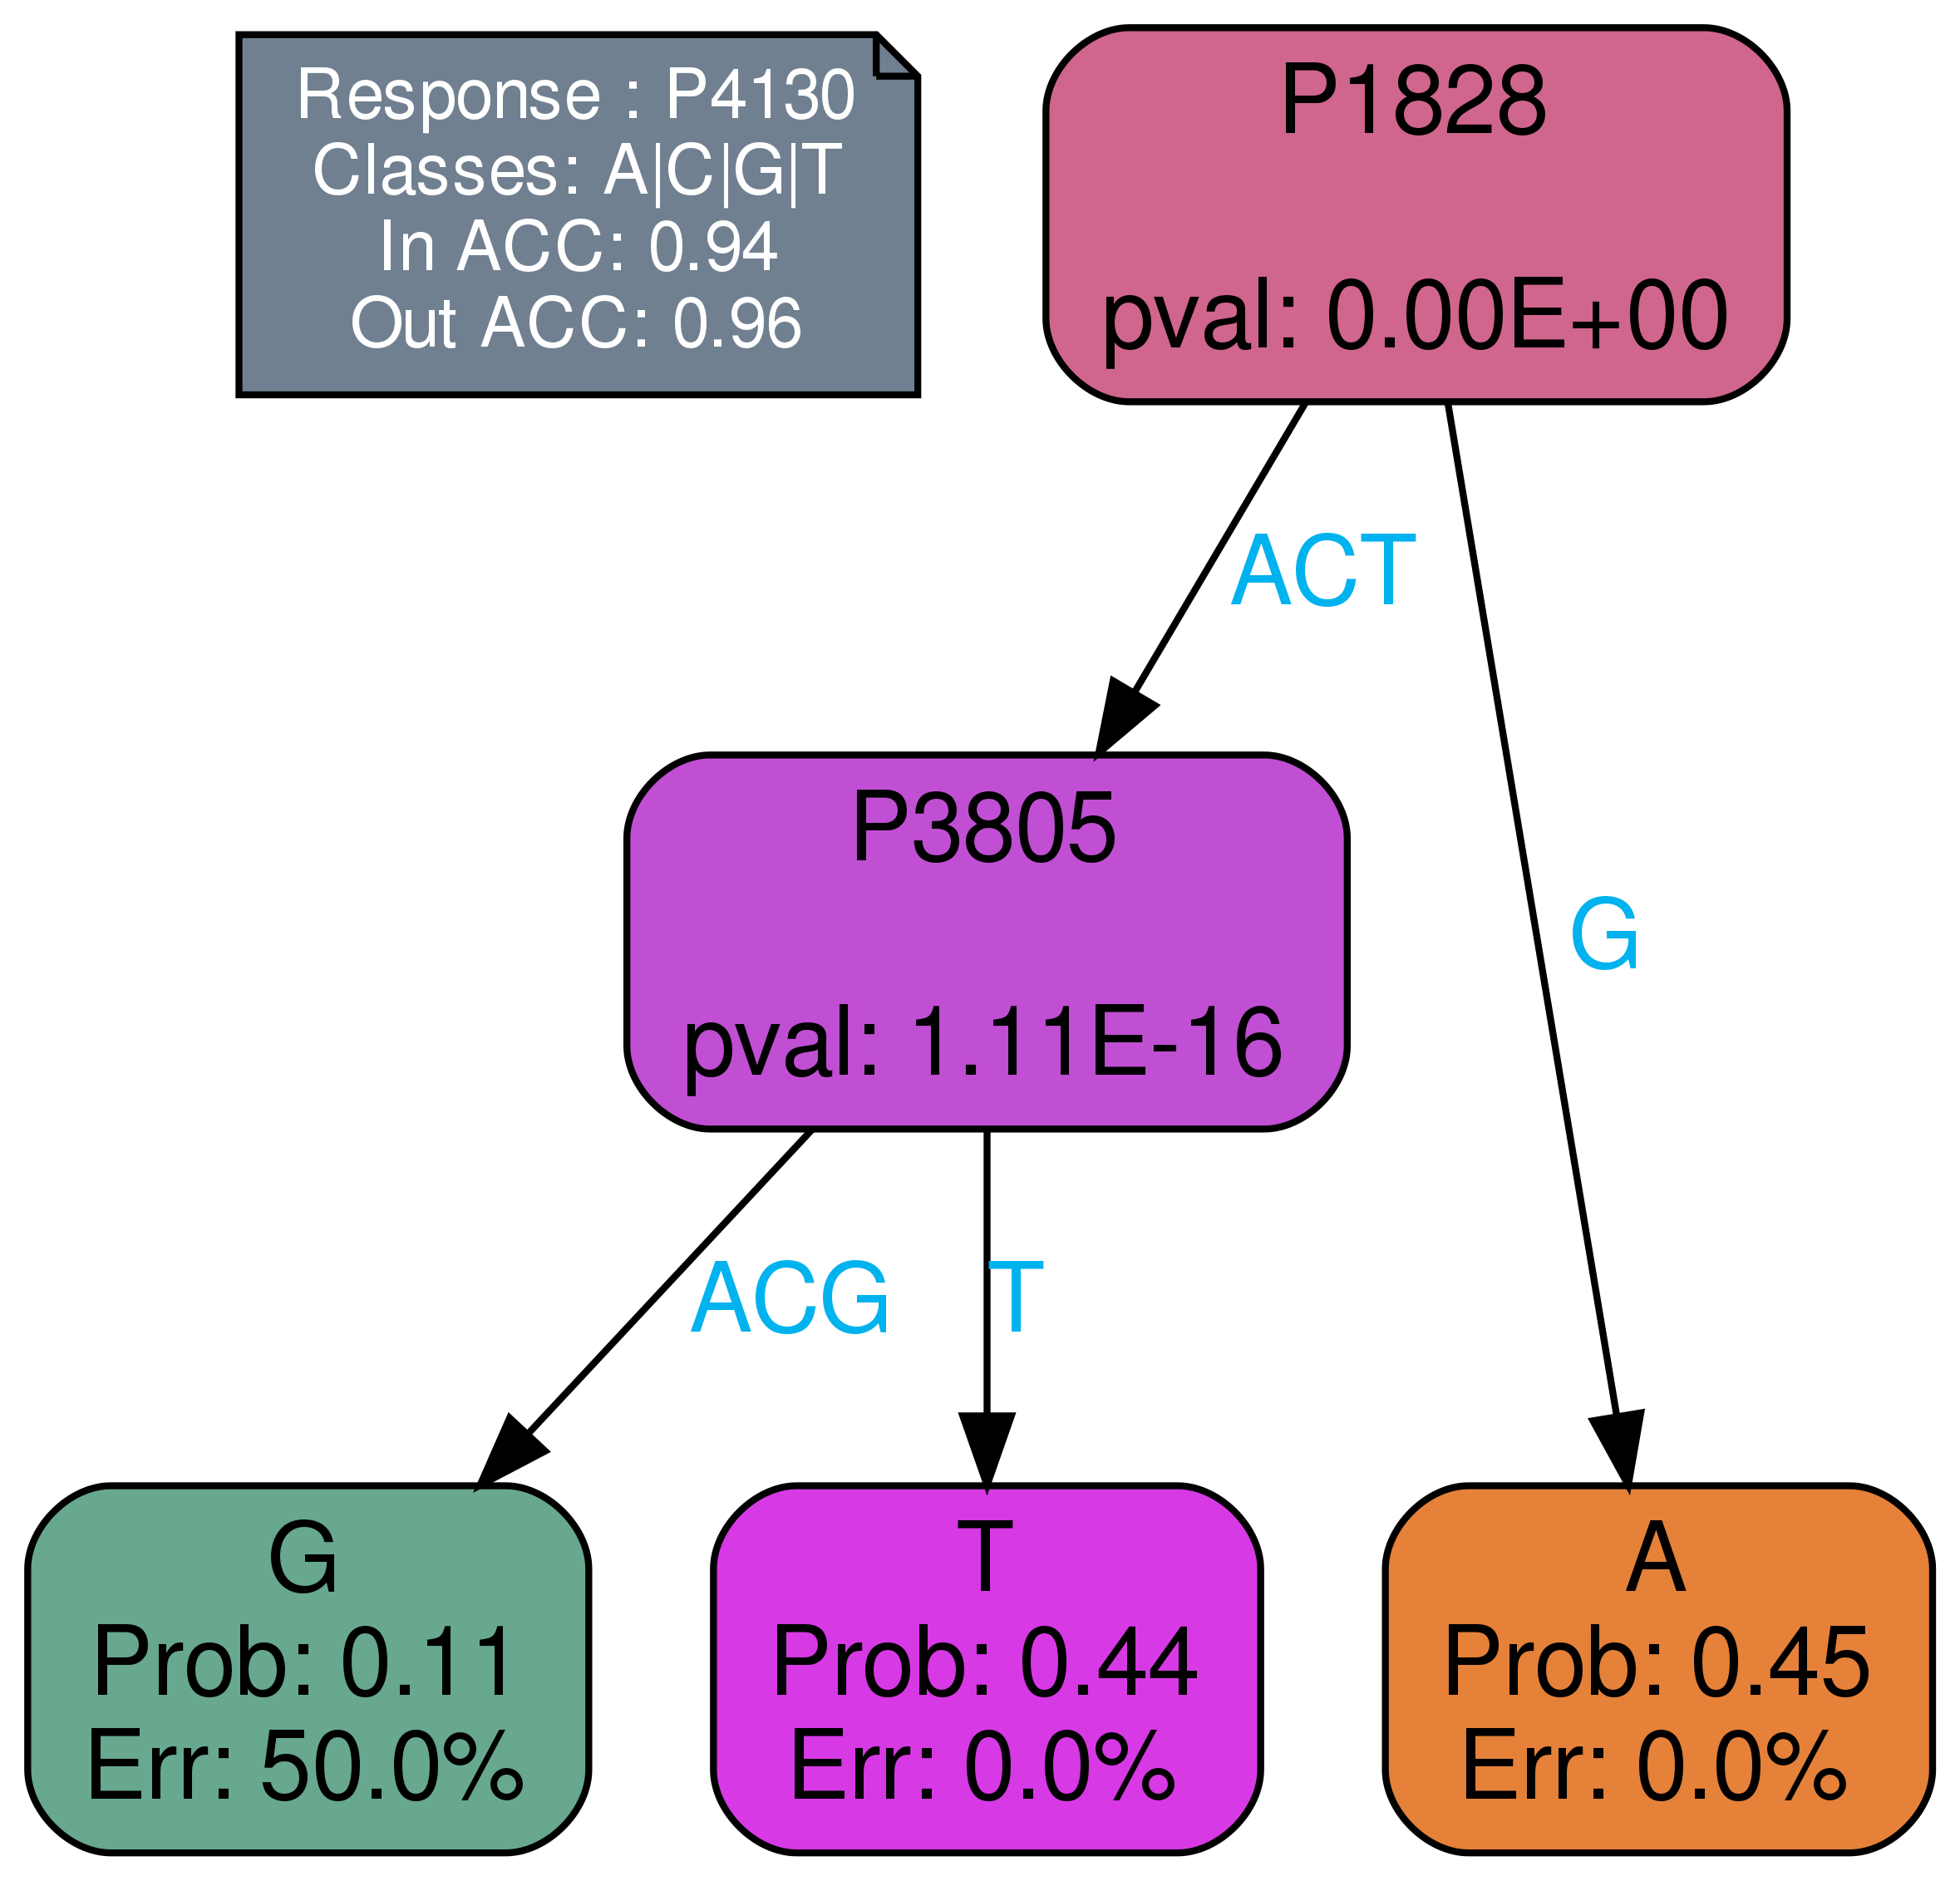 Response : P4130
Classes: A|C|G|T
In ACC: 0.94
Out ACC: 0.96
P1828
pval: 0.00E+00
ACT
G
P3805
pval: 1.11E-16
ACG
T
G
Prob: 0.11
Err: 50.0%
T
Prob: 0.44
Err: 0.0%
A
Prob: 0.45
Err: 0.0%